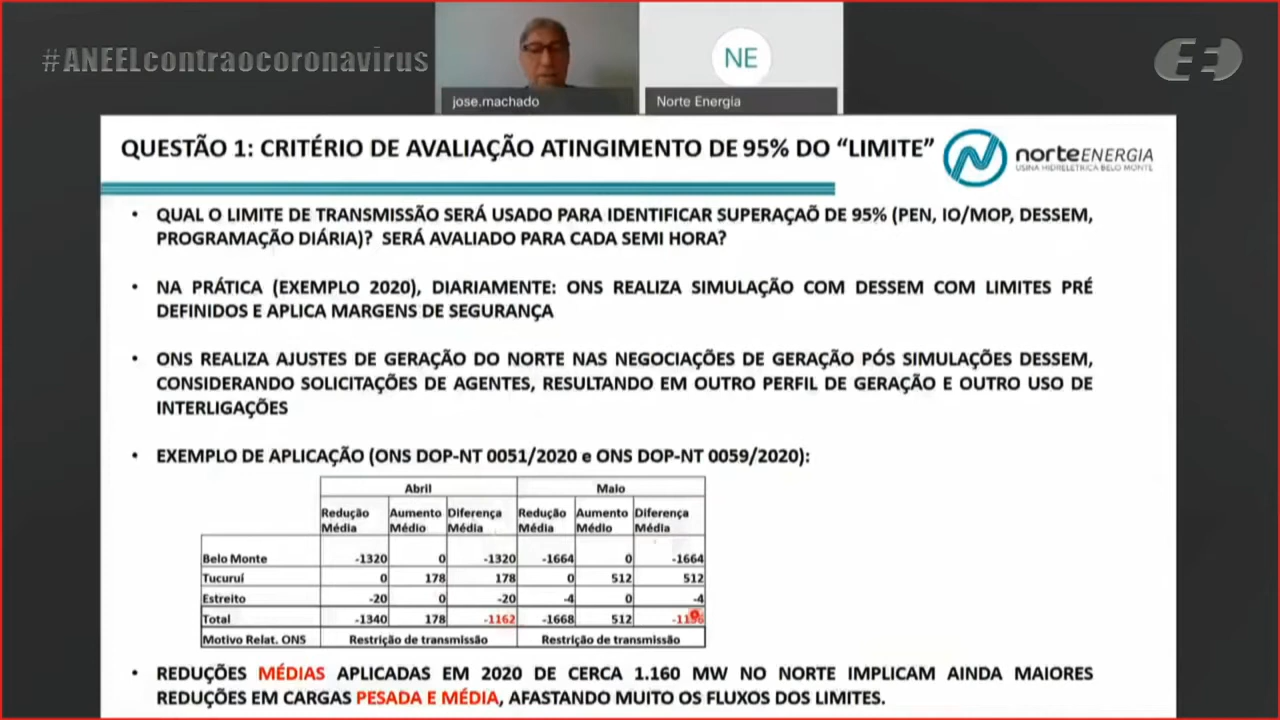 #ANEELcontraocoronavirus
NE
jose.machado
Norte Energia
QUESTÃO 1: CRITÉRIO DE AVALIAÇÃO ATINGIMENTO DE 95% DO “LIMITE”
norteENERGIA
USINA HIDRELÉTRICA BELO MONTE
• QUAL O LIMITE DE TRANSMISSÃO SERÁ USADO PARA IDENTIFICAR SUPERAÇAÕ DE 95% (PEN, IO/MOP, DESSEM,
PROGRAMAÇÃO DIÁRIA)? SERÁ AVALIADO PARA CADA SEMI HORA?
• NA PRÁTICA (EXEMPLO 2020), DIARIAMENTE: ONS REALIZA SIMULAÇÃO COM DESSEM COM LIMITES PRÉ
DEFINIDOS E APLICA MARGENS DE SEGURANÇA
• ONS REALIZA AJUSTES DE GERAÇÃO DO NORTE NAS NEGOCIAÇÕES DE GERAÇÃO PÓS SIMULAÇÕES DESSEM,
CONSIDERANDO SOLICITAÇÕES DE AGENTES, RESULTANDO EM OUTRO PERFIL DE GERAÇÃO E OUTRO USO DE
INTERLIGAÇÕES
• EXEMPLO DE APLICAÇÃO (ONS DOP-NT 0051/2020 e ONS DOP-NT 0059/2020):
Abril Maio
Redução Aumento Diferença Redução Aumento Diferença
Média Médio Média Média Médio Média
Belo Monte -1320 0 -1320 -1664 0 -1664
Tucuruí 0 178 178 0 512 512
Estreito -20 0 -20 -4 0 -4
Total -1340 178 -1162 -1668 512
Motivo Relat. ONS Restrição de transmissão Restrição de transmissão
• REDUÇÕES MÉDIAS APLICADAS EM 2020 DE CERCA 1.160 MW NO NORTE IMPLICAM AINDA MAIORES
REDUÇÕES EM CARGAS PESADA E MÉDIA, AFASTANDO MUITO OS FLUXOS DOS LIMITES.